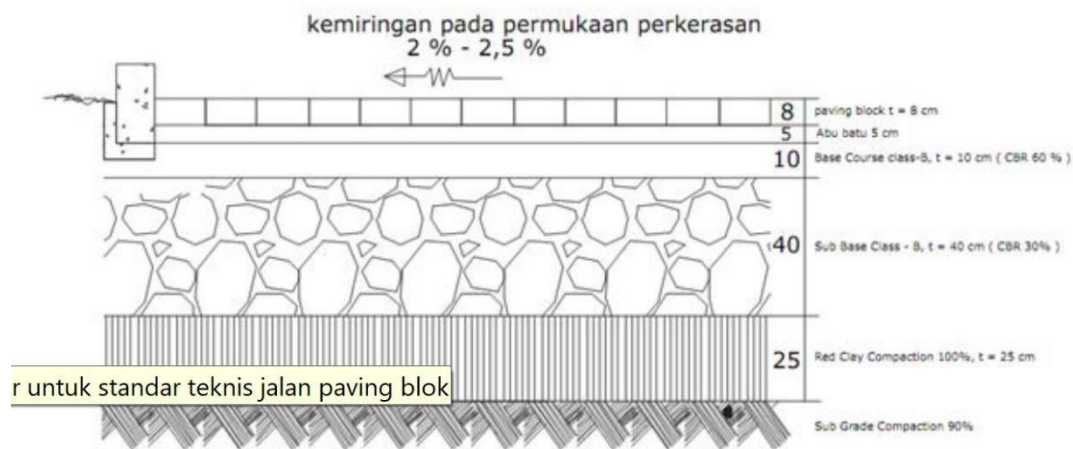 kemiringan pada permukaan perkerasan
2 % - 2,5 %
8 paving block t = 8 cm
5 Abu batu 5 cm
10 Base Course class-B, t = 10 cm ( CBR 60 % )
40 Sub Base Class - B, t = 40 cm ( CBR 30% )
25 Red Clay Compaction 100%, t = 25 cm
r untuk standar teknis jalan paving blok
Sub Grade Compaction 90%